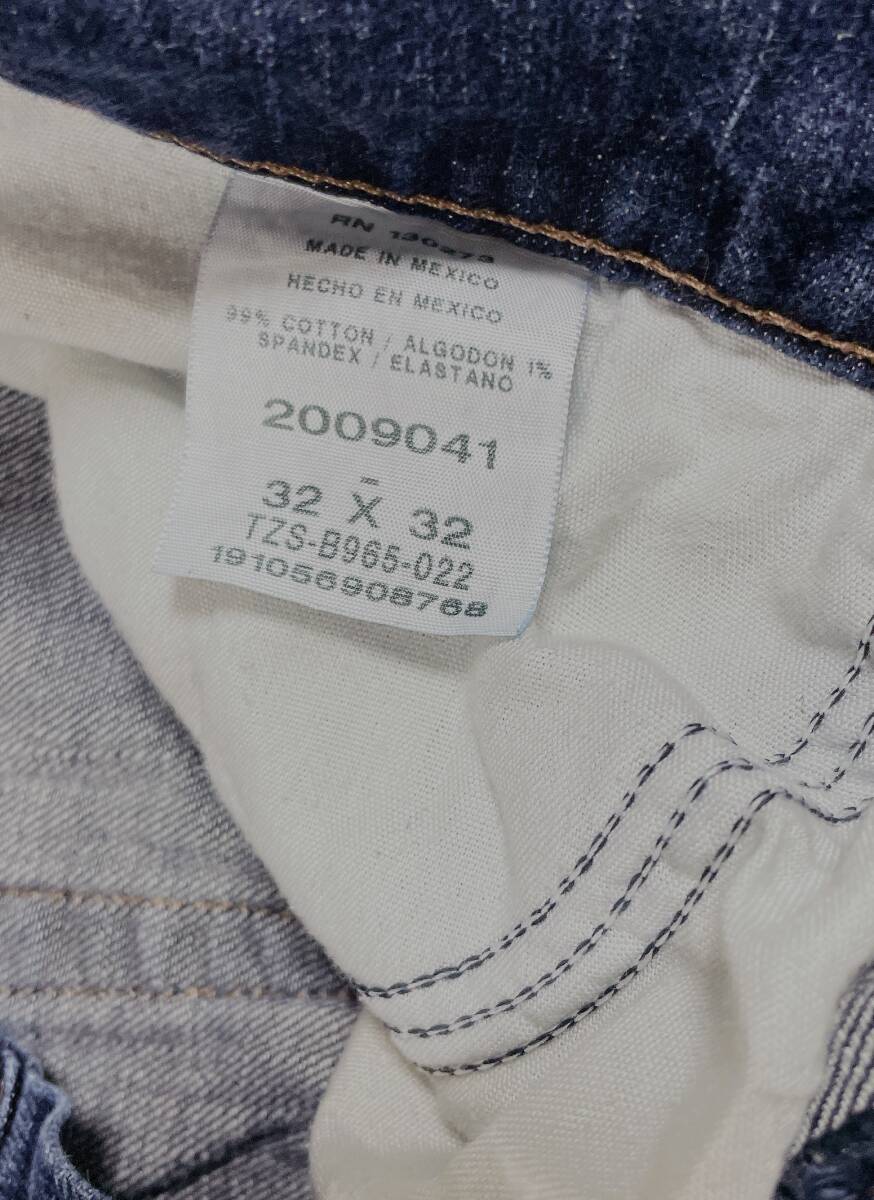 RN 130273
MADE IN MEXICO
HECHO EN MEXICO
99% COTTON / ALGODON 1%
SPANDEX / ELASTANO
2009041
32 X 32
TZS-B965-022
191056908768